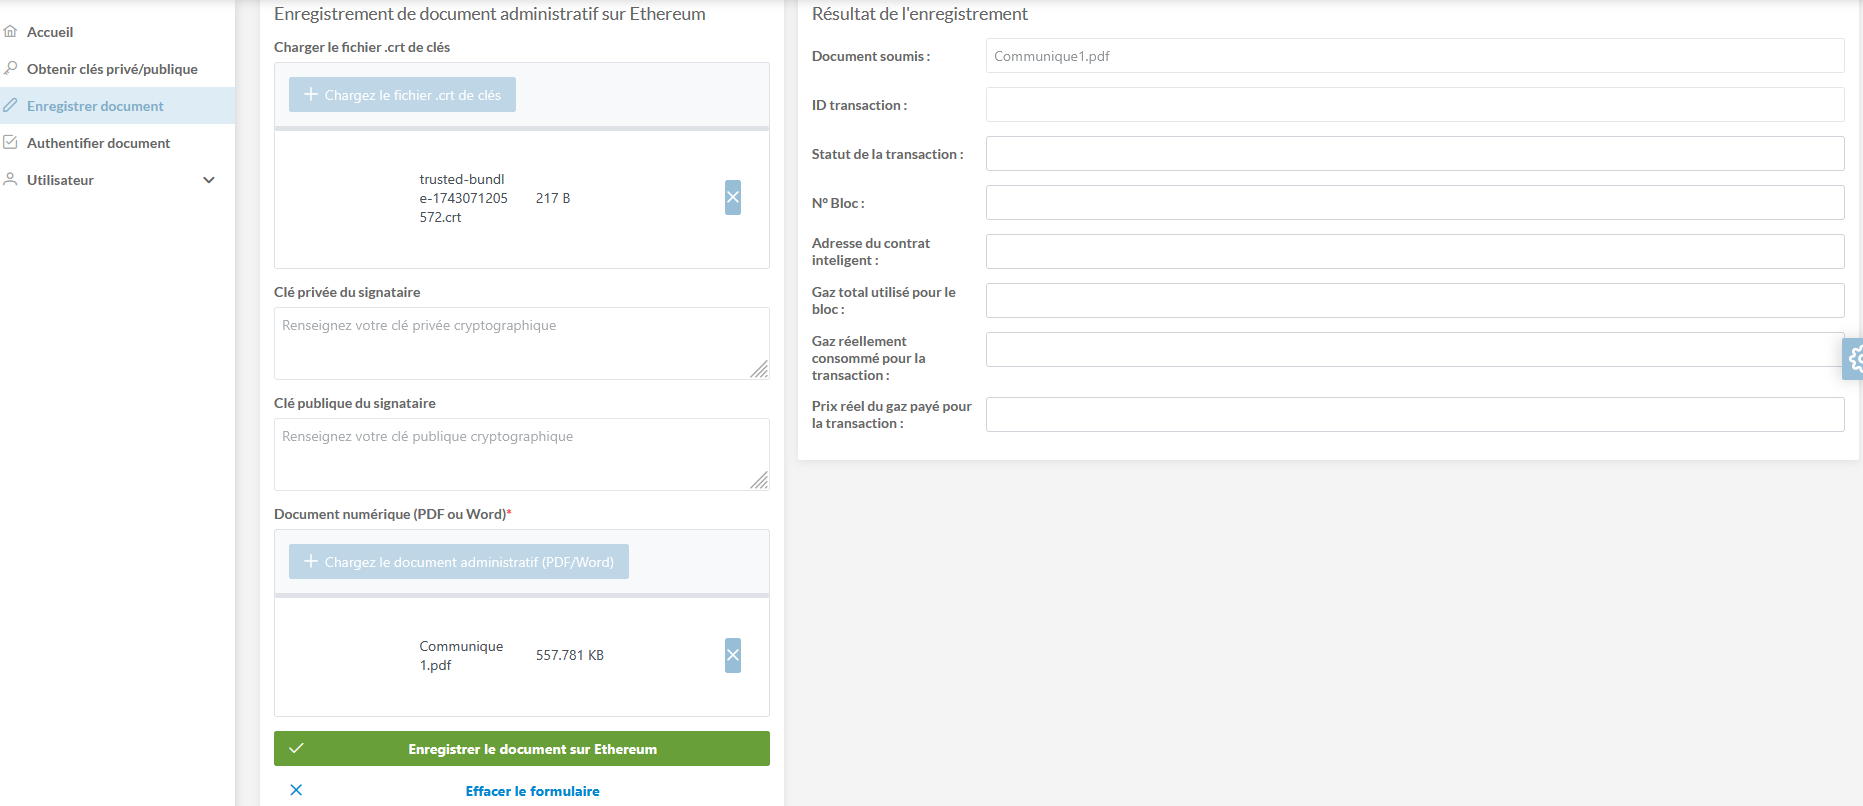 Accueil
Obtenir clés privé/publique
Enregistrer document
Authentifier document
Utilisateur
Enregistrement de document administratif sur Ethereum
Charger le fichier .crt de clés
Chargez le fichier .crt de clés
trusted-bundl
e-1743071205
572.crt
217 B
Clé privée du signataire
Renseignez votre clé privée cryptographique
Clé publique du signataire
Renseignez votre clé publique cryptographique
Document numérique (PDF ou Word)*
Chargez le document administratif (PDF/Word)
Communique
1.pdf
557.781 KB
Enregistrer le document sur Ethereum
Effacer le formulaire
Résultat de l'enregistrement
Document soumis :
Communique1.pdf
ID transaction :
Statut de la transaction :
N° Bloc :
Adresse du contrat
inteligent :
Gaz total utilisé pour le
bloc :
Gaz réellement
consommé pour la
transaction :
Prix réel du gaz payé pour
la transaction :